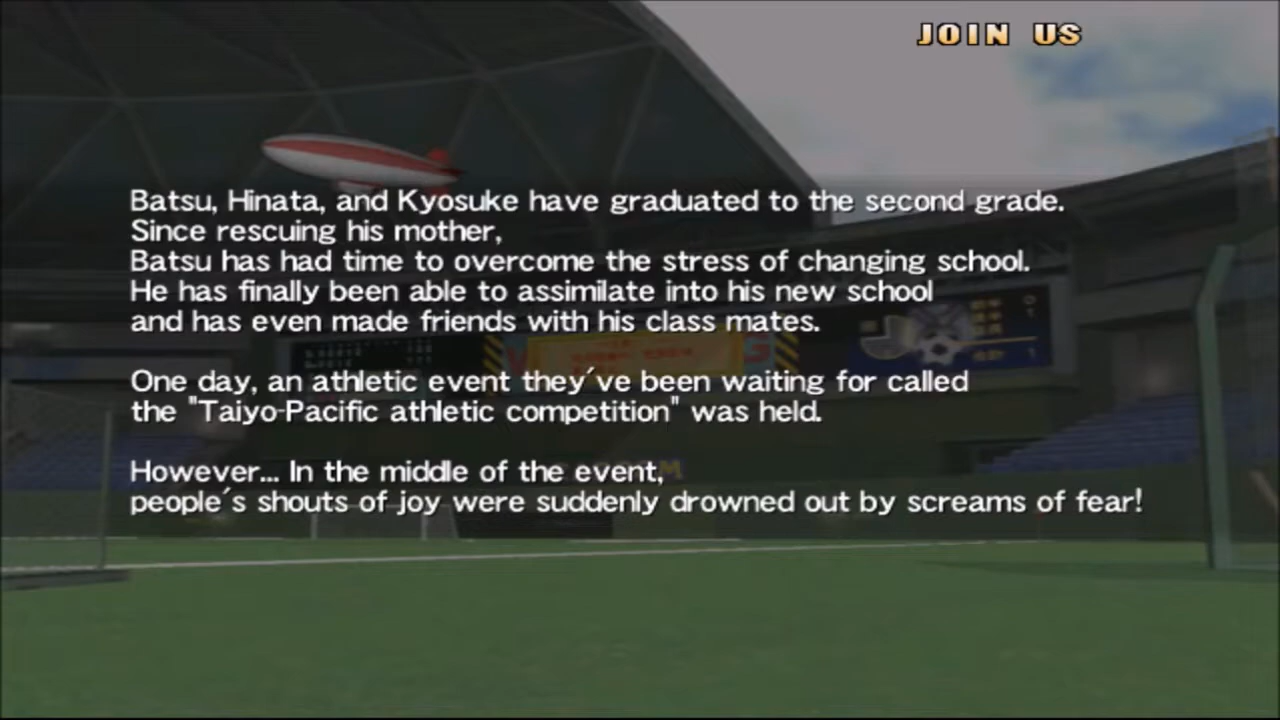 JOIN US
Batsu, Hinata, and Kyosuke have graduated to the second grade.
Since rescuing his mother,
Batsu has had time to overcome the stress of changing school.
He has finally been able to assimilate into his new school
and has even made friends with his class mates.
One day, an athletic event they´ve been waiting for called
the "Taiyo-Pacific athletic competition" was held.
However... In the middle of the event,
people´s shouts of joy were suddenly drowned out by screams of fear!